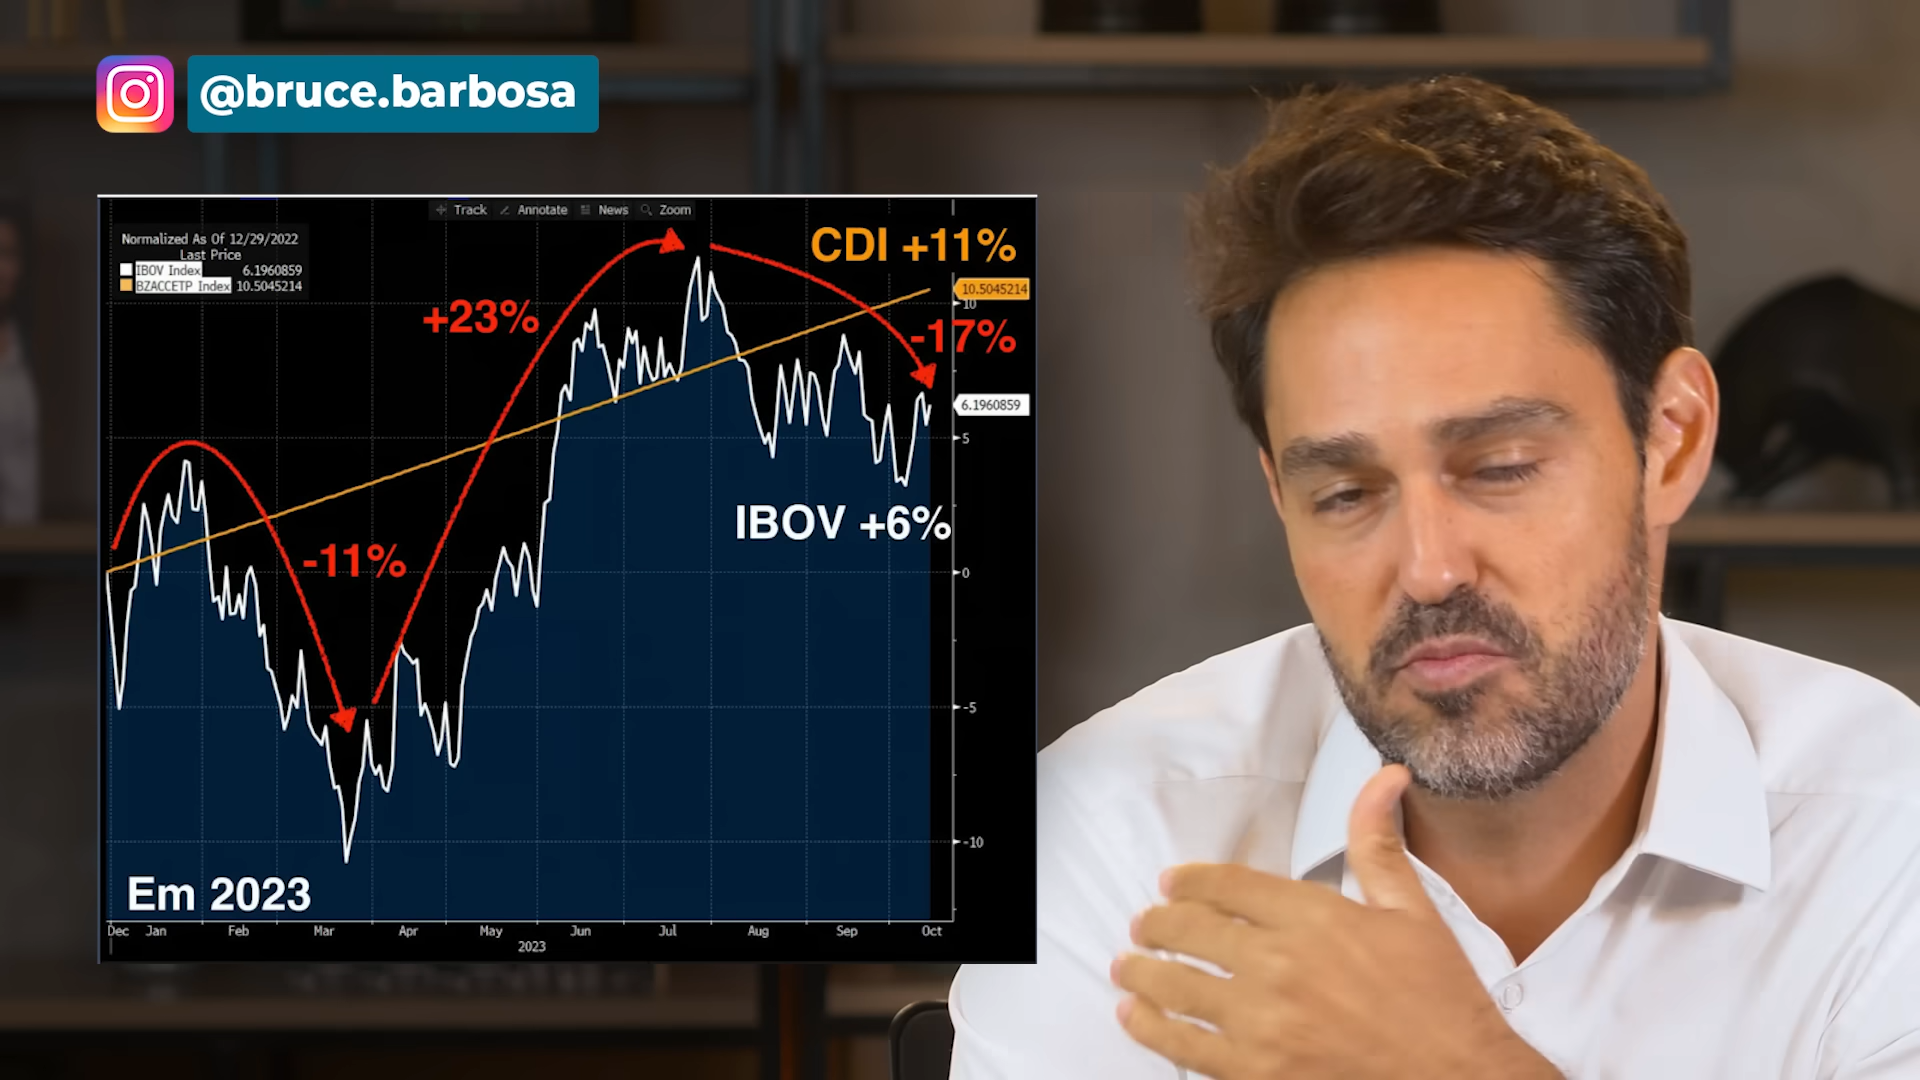 @bruce.barbosa
Track Annotate News Zoom
Normalized As Of 12/29/2022
Last Price
IBOV Index 6.1960859
BZACCETP Index 10.5045214
CDI +11%
10.5045214
10
+23%
-17%
6.1960859
5
IBOV +6%
-11%
0
-5
-10
Em 2023
Dec Jan Feb Mar Apr May Jun Jul Aug Sep Oct
2023